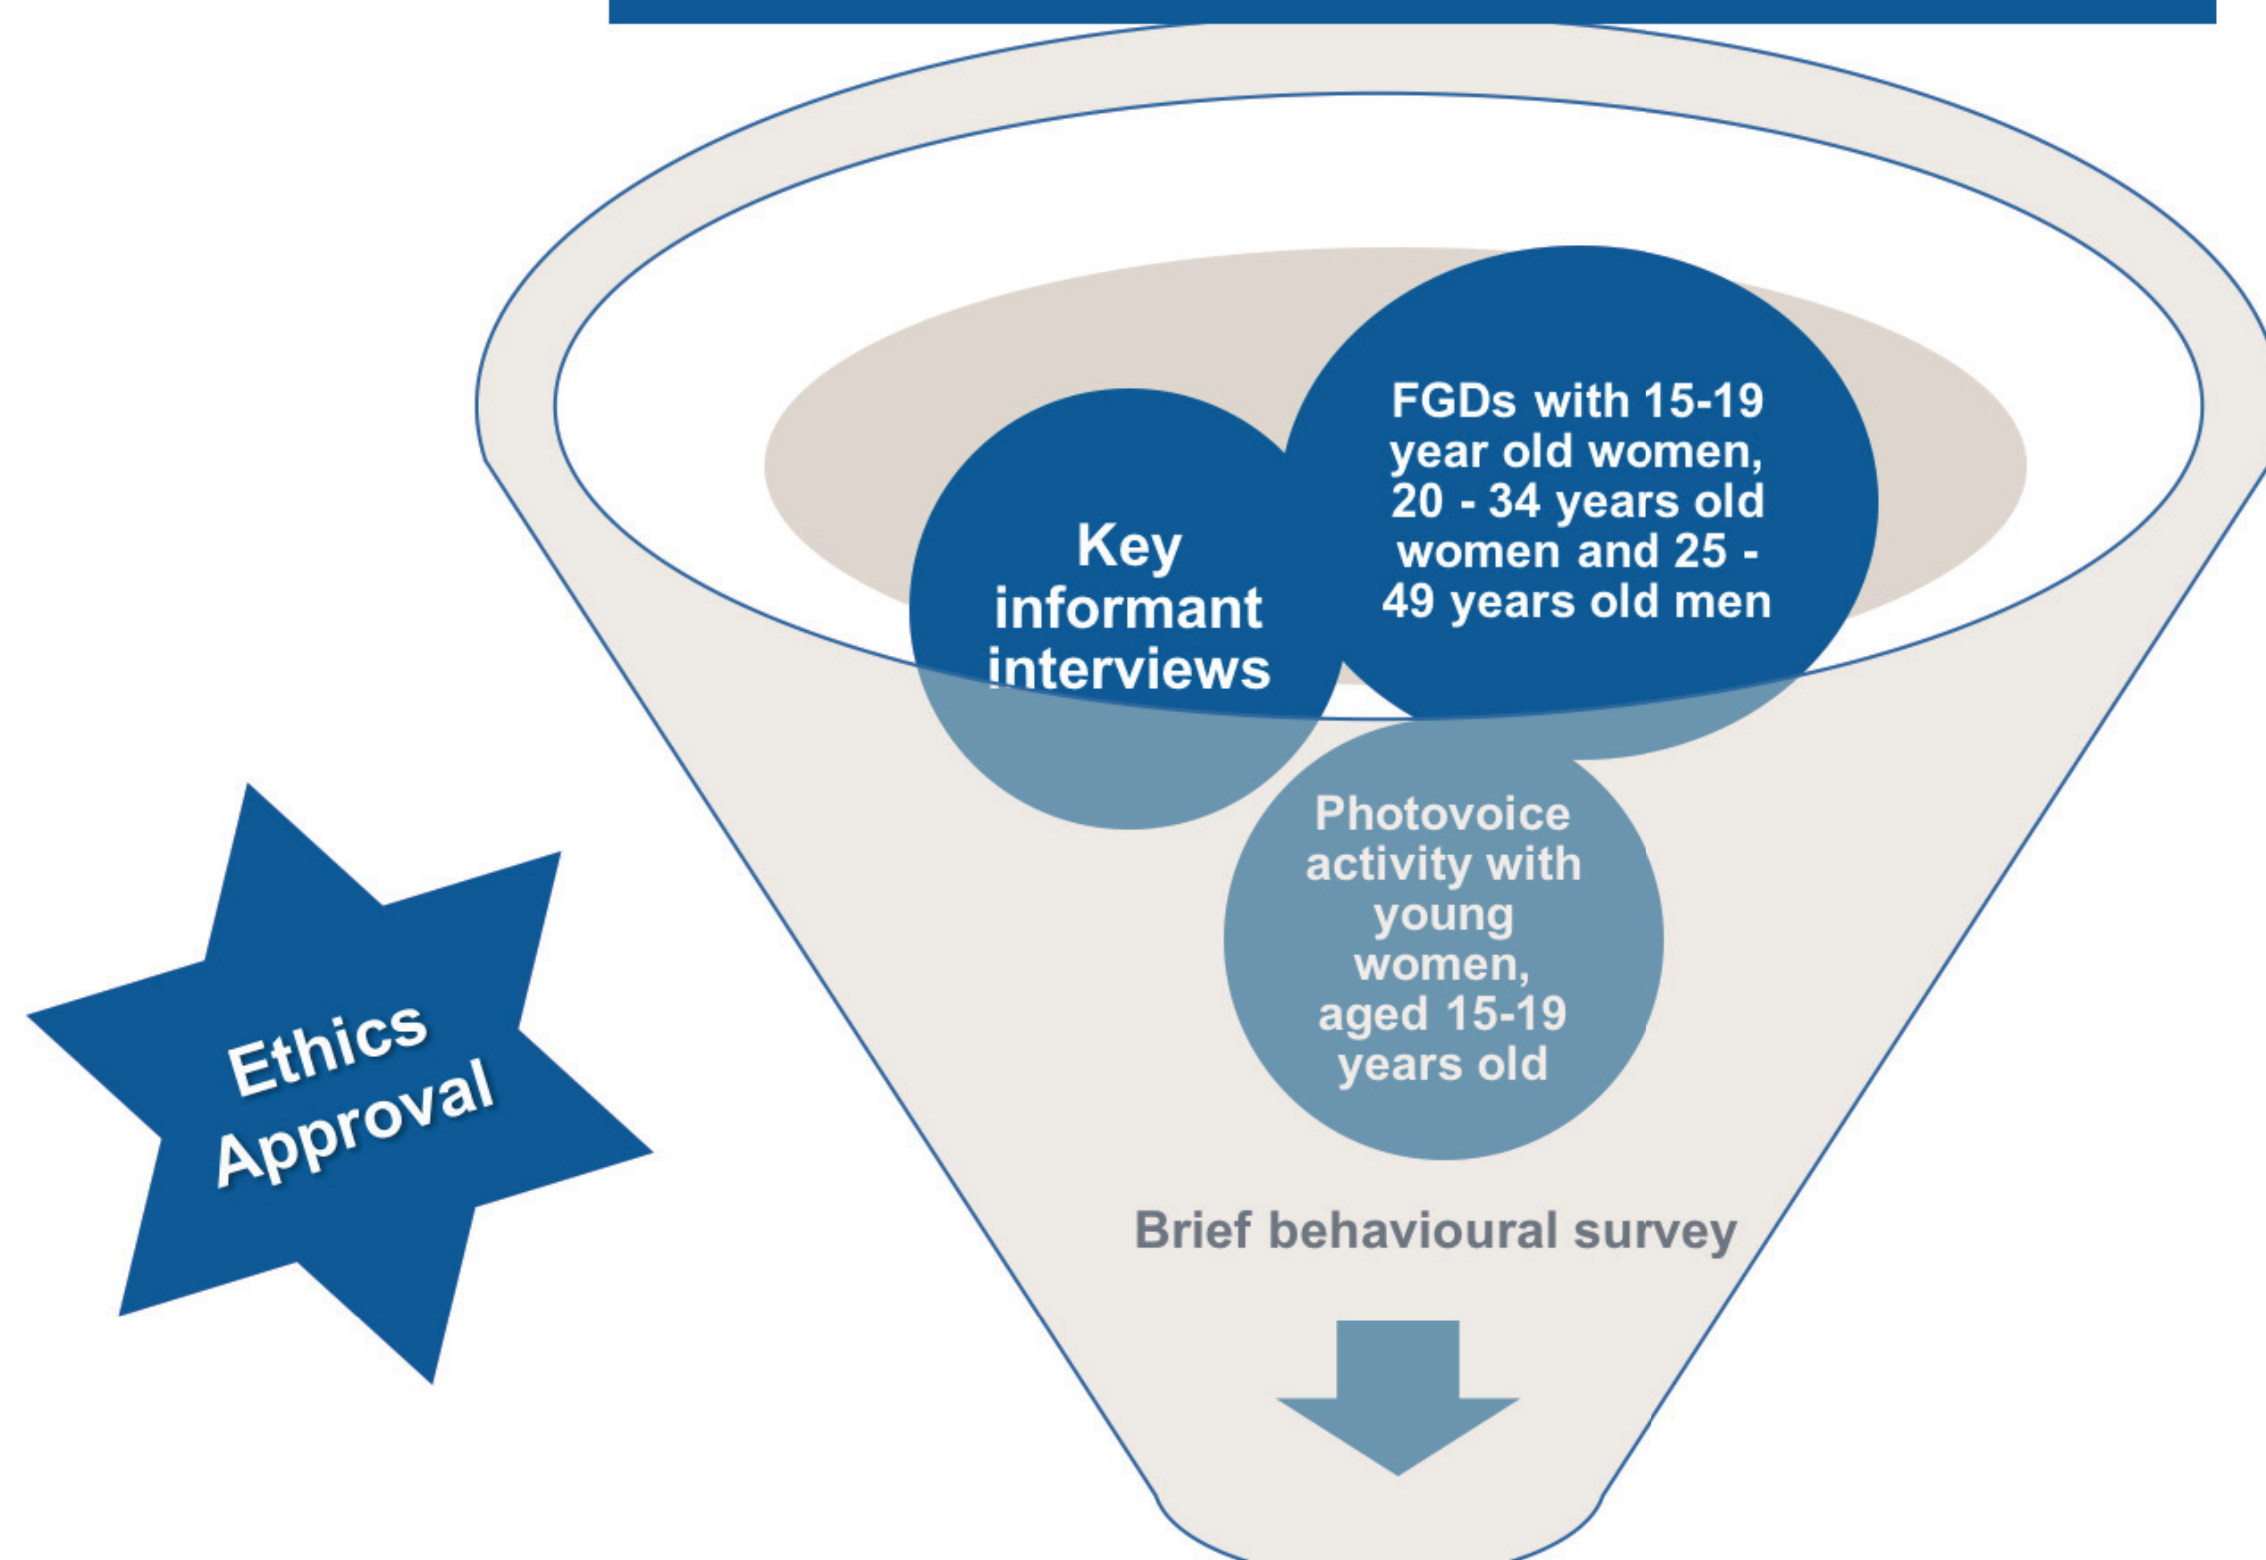 FGDs with 15-19
year old women,
20 - 34 years old
women and 25 -
49 years old men
Key
informant
interviews
Photovoice
activity with
young
women,
aged 15-19
years old
Ethics
Approval
Brief behavioural survey